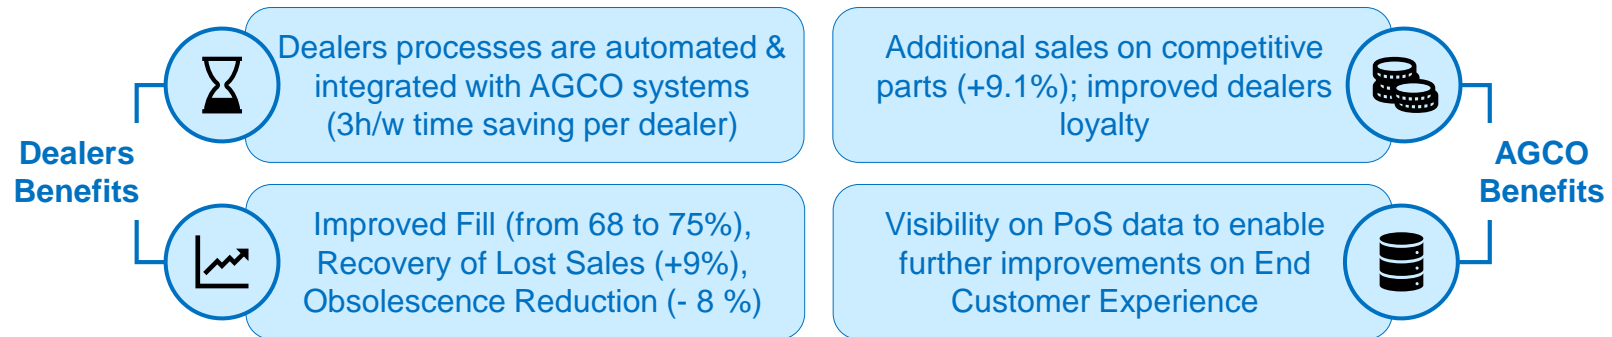 Dealers
Benefits
Dealers processes are automated &
integrated with AGCO systems
(3h/w time saving per dealer)
Improved Fill (from 68 to 75%),
Recovery of Lost Sales (+9%),
Obsolescence Reduction (- 8 %)
Additional sales on competitive
parts (+9.1%); improved dealers
loyalty
Visibility on PoS data to enable
further improvements on End
Customer Experience
AGCO
Benefits